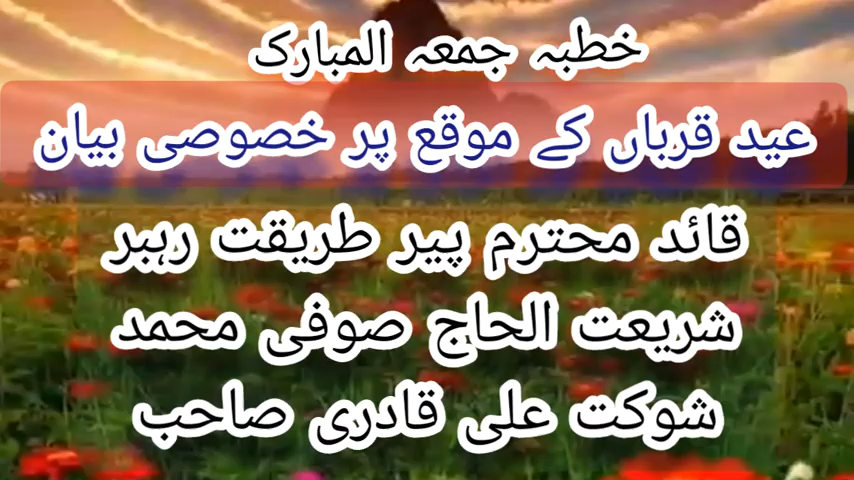 خطبہ جمعہ المبارک
عید قرباں کے موقع پر خصوصی بیان
قائد محترم پیر طریقت رہبر
شریعت الحاج صوفی محمد
شوکت علی قادری صاحب